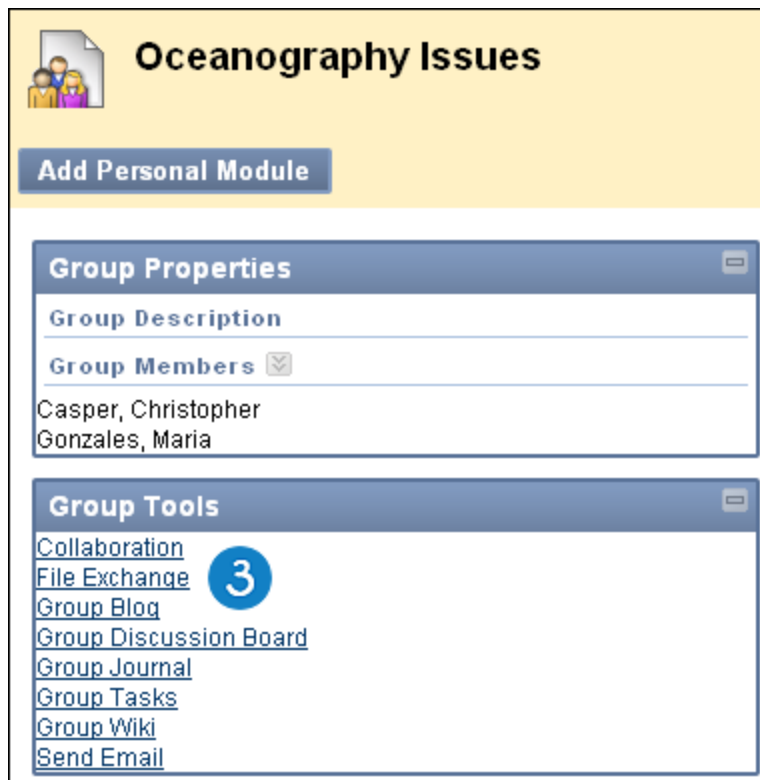 Oceanography Issues
Add Personal Module
Group Properties
Group Description
Group Members
Casper, Christopher
Gonzales, Maria
Group Tools
Collaboration
File Exchange
3
Group Blog
Group Discussion Board
Group Journal
Group Tasks
Group Wiki
Send Email